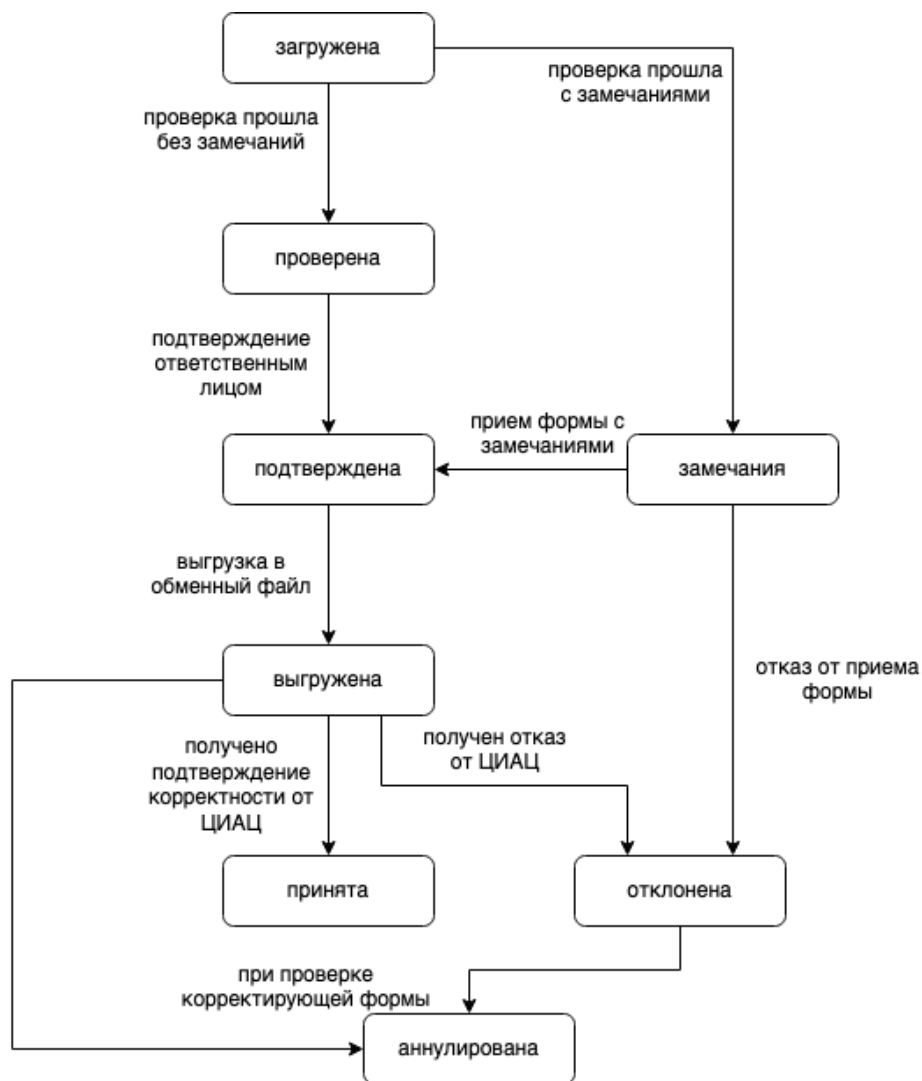 загружена
проверка прошла
с замечаниями
проверка прошла
без замечаний
проверена
подтверждение
ответственным
лицом
прием формы с
замечаниями
подтверждена
замечания
выгрузка в
обменный файл
выгружена
отказ от приема
формы
получено
подтверждение
корректности от
ЦИАЦ
получен отказ
от ЦИАЦ
принята
отклонена
при проверке
корректирующей формы
аннулирована